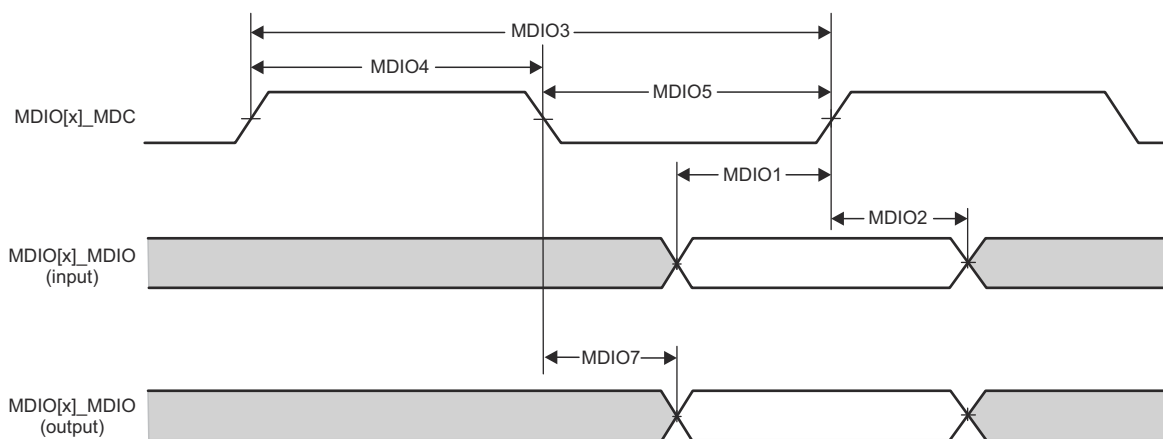 MDIO3
MDIO4
MDIO5
MDIO[x]_MDC
MDIO1
MDIO2
MDIO[x]_MDIO
(input)
MDIO7
MDIO[x]_MDIO
(output)